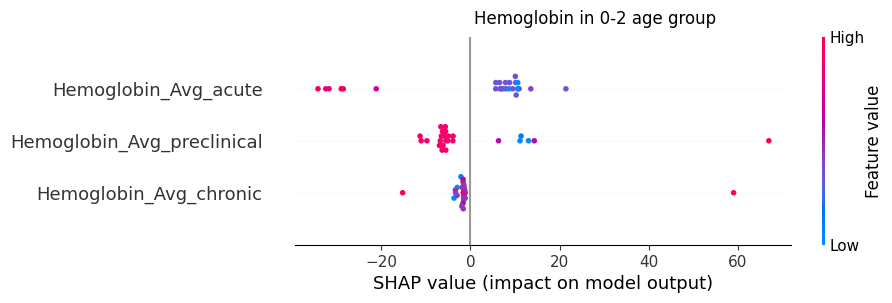 Hemoglobin in 0-2 age group
High
Hemoglobin_Avg_acute
Hemoglobin_Avg_preclinical
Hemoglobin_Avg_chronic
Feature value
Low
−20 0 20 40 60
SHAP value (impact on model output)